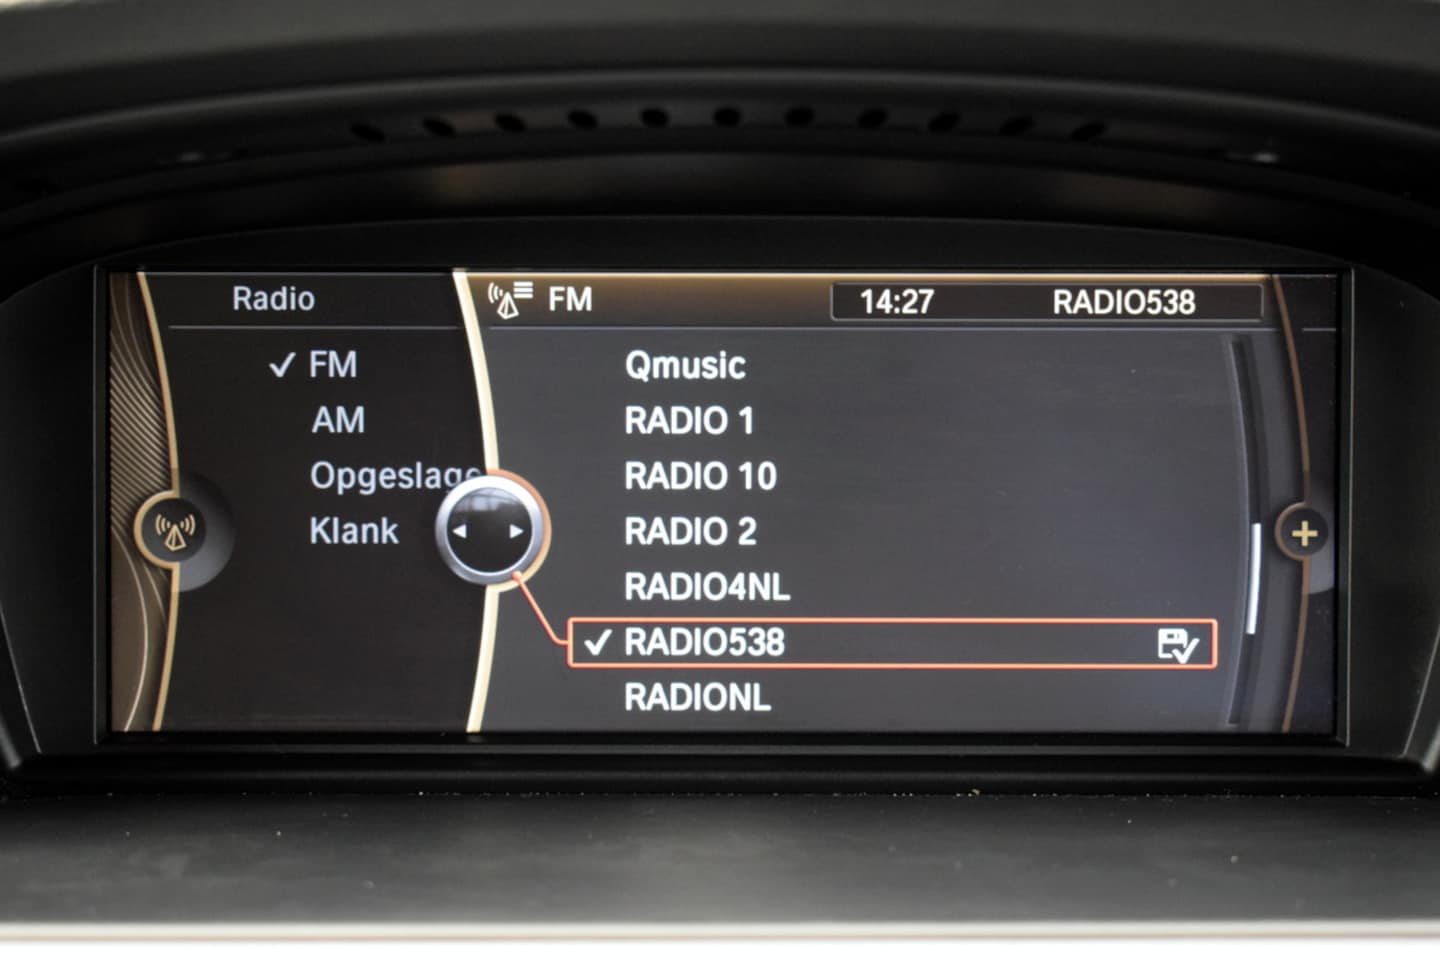 Radio
FM
14:27 RADIO538
✓ FM
AM
Opgeslage
Klank
Qmusic
RADIO 1
RADIO 10
RADIO 2
RADIO4NL
✓ RADIO538
RADIONL